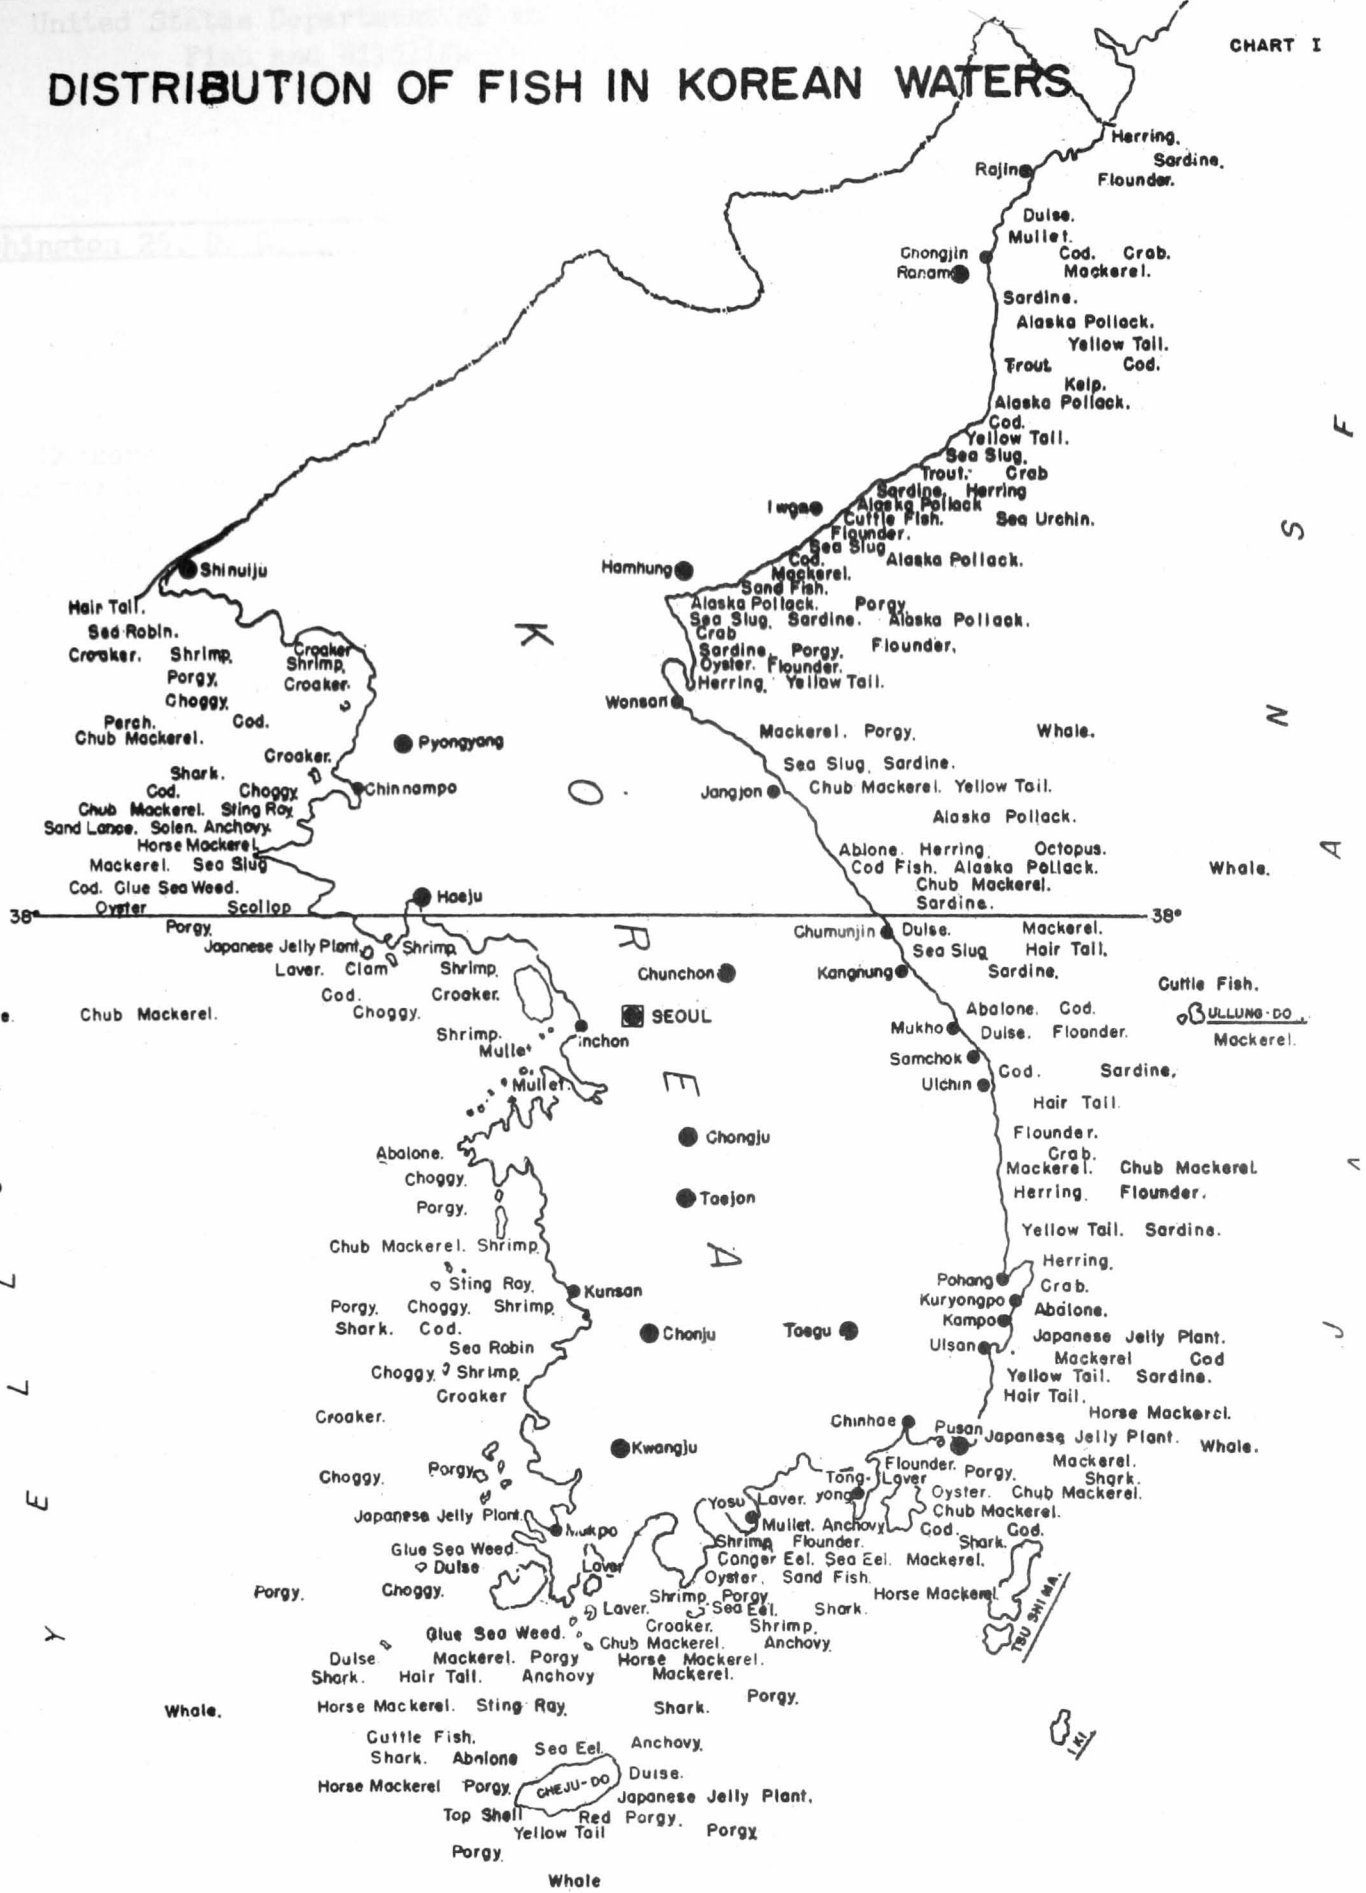 CHART I
DISTRIBUTION OF FISH IN KOREAN WATERS
Herring.
Rajin Sardine.
Flounder.
Dulse.
Mullet.
Chongjin Cod. Crab.
Ranam Mackerel.
Sardine.
Alaska Pollack.
Yellow Tail.
Trout Cod.
Kelp.
Alaska Pollack.
Cod.
F
Yellow Tail.
Sea Slug.
Trout. Crab
Sardine. Herring
Iwon Alaska Pollack
Cuttle Fish. Sea Urchin.
S
Flounder.
Sea Slug
Cod. Alaska Pollack.
Shinuiju Hamhung Mackerel.
Sand Fish.
Hair Tail. Alaska Pollack. Porgy.
Sea Slug. Sardine. Alaska Pollack.
Sea Robin. K Crab
Croaker. Shrimp. Croaker Sardine. Porgy. Flounder.
Shrimp. Oyster. Flounder.
Porgy. Croaker. Herring. Yellow Tail.
Choggy. Wonsan
N
Perch. Cod. Mackerel. Porgy. Whale.
Chub Mackerel. Pyongyang
Croaker. Sea Slug. Sardine.
Shark.
Cod. Choggy. Chinnampo O Jangjon Chub Mackerel. Yellow Tail.
Chub Mackerel. Sting Ray
Sand Lance. Solen. Anchovy. Alaska Pollack.
Horse Mackerel. Ablone. Herring. Octopus. A
Mackerel. Sea Slug Cod Fish. Alaska Pollack. Whale.
Cod. Glue Sea Weed. Haeju Chub Mackerel.
Oyster Scollop Sardine.
38° 38°
Porgy. Chumunjin Dulse. Mackerel.
Japanese Jelly Plant. Shrimp. R Sea Slug Hair Tail.
Laver. Clam Shrimp. Chunchon Kangnung Sardine.
Cod. Croaker. Cuttle Fish.
e. Chub Mackerel. Choggy. SEOUL Abalone. Cod. ULLUNG-DO.
Shrimp. Inchon Mukho Dulse. Floonder. Mackerel.
Mullet
Samchok Cod. Sardine.
Mullet. E Ulchin
Hair Tail.
Chongju Flounder.
Abalone. Crab.
Choggy. Mackerel. Chub Mackerel.
Porgy. Taejon Herring. Flounder.
Chub Mackerel. Shrimp. A Yellow Tail. Sardine.
L Herring.
Sting Ray. Kunsan Pohang Crab.
Porgy. Choggy. Shrimp. Kuryongpo Abalone.
Shark. Cod. Chonju Taegu Kampo
Sea Robin Ulsan Japanese Jelly Plant. J
Mackerel Cod
L Choggy. Shrimp. Yellow Tail. Sardine.
Croaker Hair Tail.
Croaker. Chinhae Horse Mackerel.
Kwangju Pusan Japanese Jelly Plant. Whale.
Choggy. Porgy. Flounder. Porgy. Mackerel.
Tong- Laver Shark.
E yong Oyster. Chub Mackerel.
Yosu Laver. Chub Mackerel.
Japanese Jelly Plant. Mukpo Mullet. Anchovy Cod. Cod.
Glue Sea Weed. Shrimp Flounder. Shark.
Dulse Laver Conger Eel. Sea Eel. Mackerel.
Oyster. Sand Fish.
Porgy. Choggy. Shrimp. Porgy. Horse Mackerel.
Laver. Sea Eel. Shark. TSUSHIMA.
Y Glue Sea Weed. Croaker. Shrimp.
Chub Mackerel. Anchovy.
Dulse Mackerel. Porgy Horse Mackerel.
Shark. Hair Tail. Anchovy Mackerel.
Porgy.
Whale. Horse Mackerel. Sting Ray. Shark.
Cuttle Fish. Anchovy. IKI.
Shark. Abalone Sea Eel.
Horse Mackerel Porgy. CHEJU-DO Dulse.
Japanese Jelly Plant.
Top Shell Red Porgy.
Yellow Tail Porgy
Porgy.
Whale